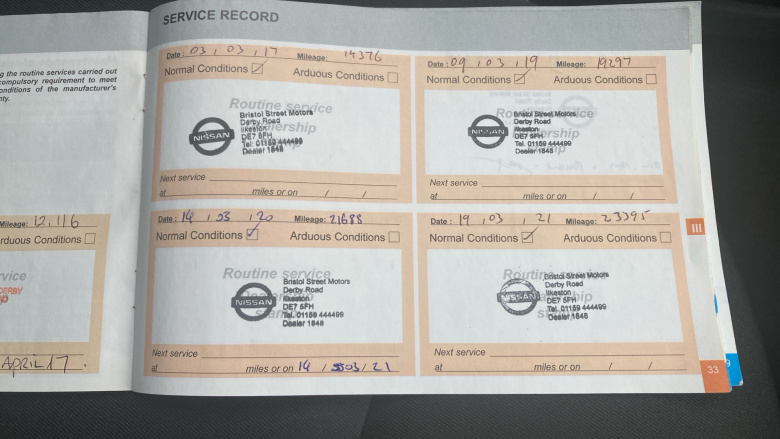 g the routine services carried out
compulsory requirement to meet
onditions of the manufacturer's
nty.
Mileage: 12,116
rduous Conditions
vice
DERBY
APRIL 17.
SERVICE RECORD
Date: 03, 03, 17 Mileage: 14376
Normal Conditions Arduous Conditions
Routine service
dealership
NISSAN
Bristol Street Motors
Derby Road
Ilkeston
DE7 5FH
Tel: 01159 444499
Dealer 1848
Next service
at miles or on / /
Date: 09, 03, 19 Mileage: 19297
Normal Conditions Arduous Conditions
NISSAN
Bristol Street Motors
Derby Road
Ilkeston
DE7 5FH
Tel: 01159 444499
Dealer 1848
Next service
at miles or on / /
Date: 14, 03, 20 Mileage: 21688
Normal Conditions Arduous Conditions
Routine service
NISSAN
Bristol Street Motors
Derby Road
Ilkeston
DE7 5FH
Tel. 01159 444499
Dealer 1848
Next service
at miles or on 14 / 03 / 21
Date: 19, 03, 21 Mileage: 23395
Normal Conditions Arduous Conditions
Routine
NISSAN
Bristol Street Motors
Derby Road
Ilkeston
DE7 5FH
Tel. 01159 444499
Dealer 1848
Next service
at miles or on / /
III
33